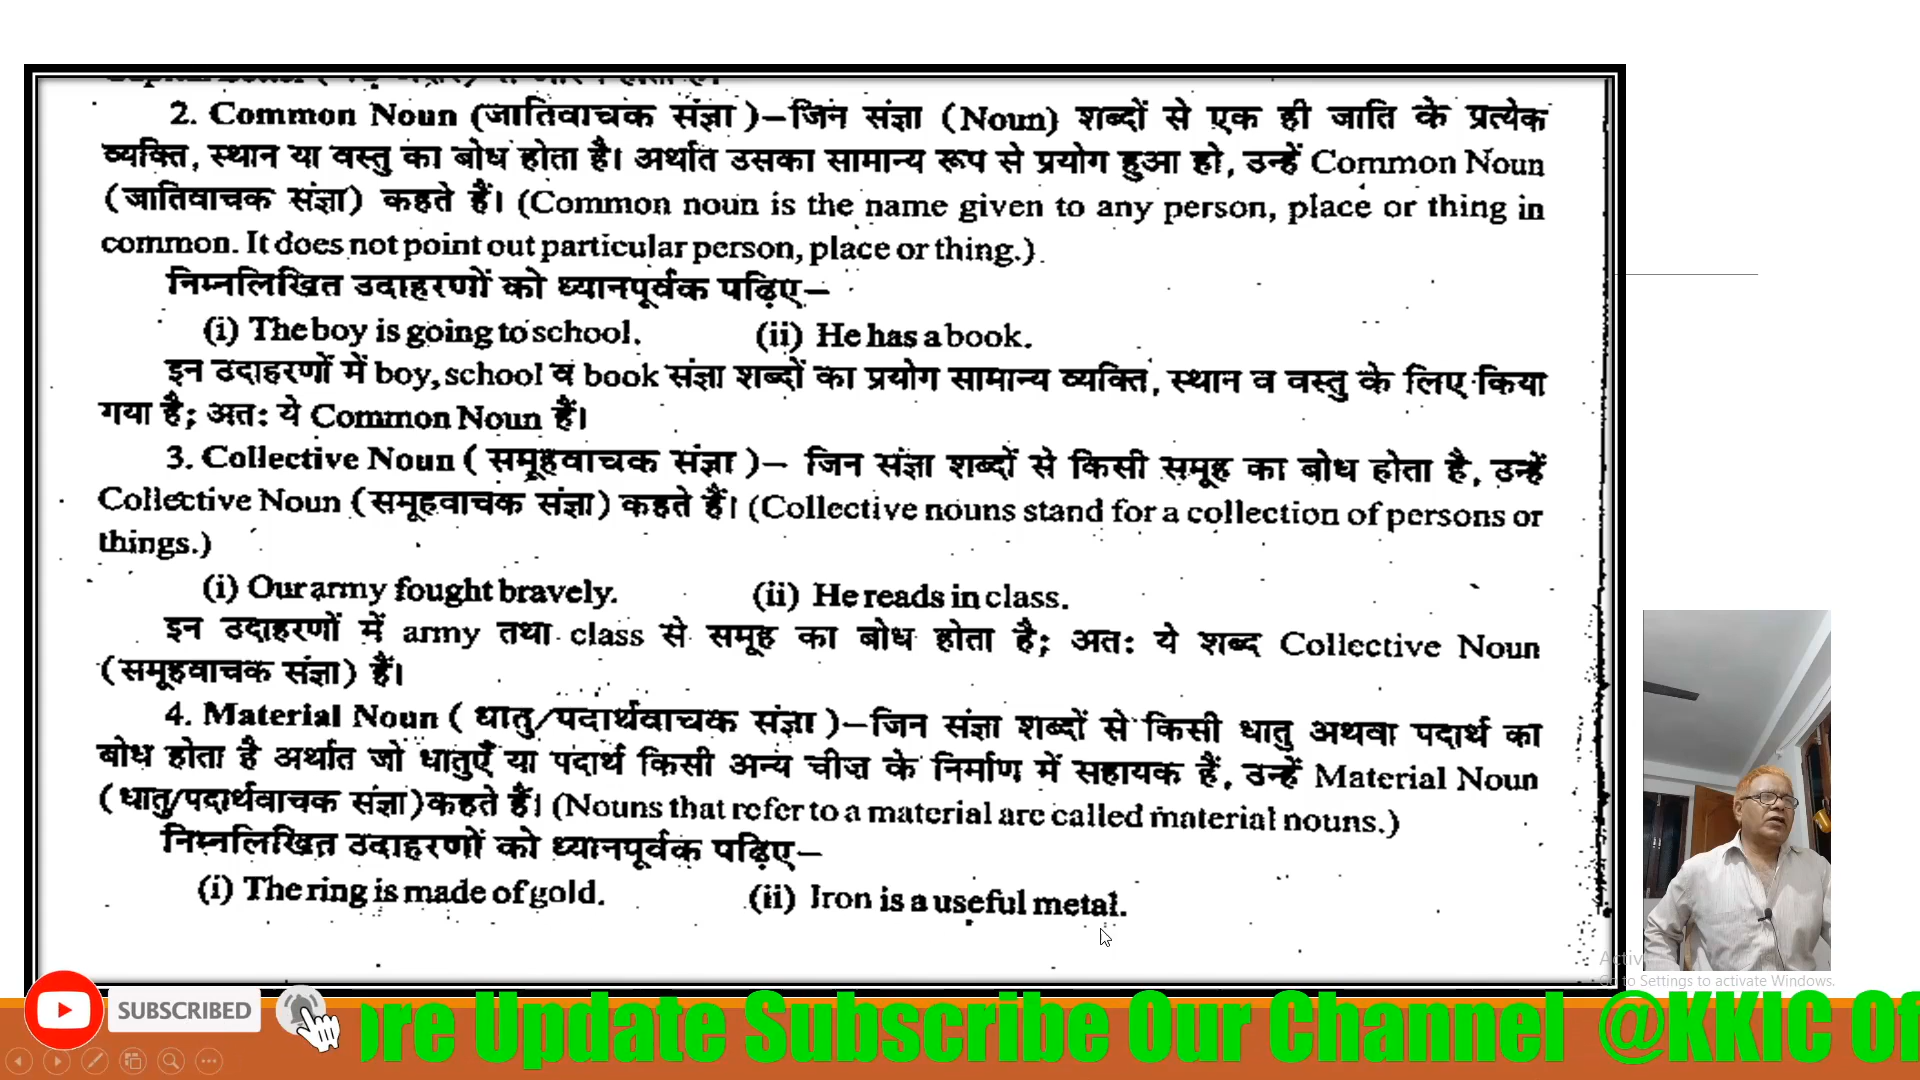 2. Common Noun (जातिवाचक संज्ञा)–जिन संज्ञा (Noun) शब्दों से एक ही जाति के प्रत्येक
व्यक्ति, स्थान या वस्तु का बोध होता है। अर्थात उसका सामान्य रूप से प्रयोग हुआ हो, उन्हें Common Noun
(जातिवाचक संज्ञा) कहते हैं। (Common noun is the name given to any person, place or thing in
common. It does not point out particular person, place or thing.)
निम्नलिखित उदाहरणों को ध्यानपूर्वक पढ़िए–
(i) The boy is going to school. (ii) He has a book.
इन उदाहरणों में boy, school व book संज्ञा शब्दों का प्रयोग सामान्य व्यक्ति, स्थान व वस्तु के लिए किया
गया है; अतः ये Common Noun हैं।
3. Collective Noun (समूहवाचक संज्ञा)– जिन संज्ञा शब्दों से किसी समूह का बोध होता है, उन्हें
Collective Noun (समूहवाचक संज्ञा) कहते हैं। (Collective nouns stand for a collection of persons or
things.)
(i) Our army fought bravely. (ii) He reads in class.
इन उदाहरणों में army तथा class से समूह का बोध होता है; अतः ये शब्द Collective Noun
(समूहवाचक संज्ञा) हैं।
4. Material Noun (धातु/पदार्थवाचक संज्ञा)–जिन संज्ञा शब्दों से किसी धातु अथवा पदार्थ का
बोध होता है अर्थात जो धातुएँ या पदार्थ किसी अन्य चीज के निर्माण में सहायक हैं, उन्हें Material Noun
(धातु/पदार्थवाचक संज्ञा) कहते हैं। (Nouns that refer to a material are called material nouns.)
निम्नलिखित उदाहरणों को ध्यानपूर्वक पढ़िए–
(i) The ring is made of gold. (ii) Iron is a useful metal.
Go to Settings to activate Windows.
SUBSCRIBED
ore Update Subscribe Our Channel @KKIC Of